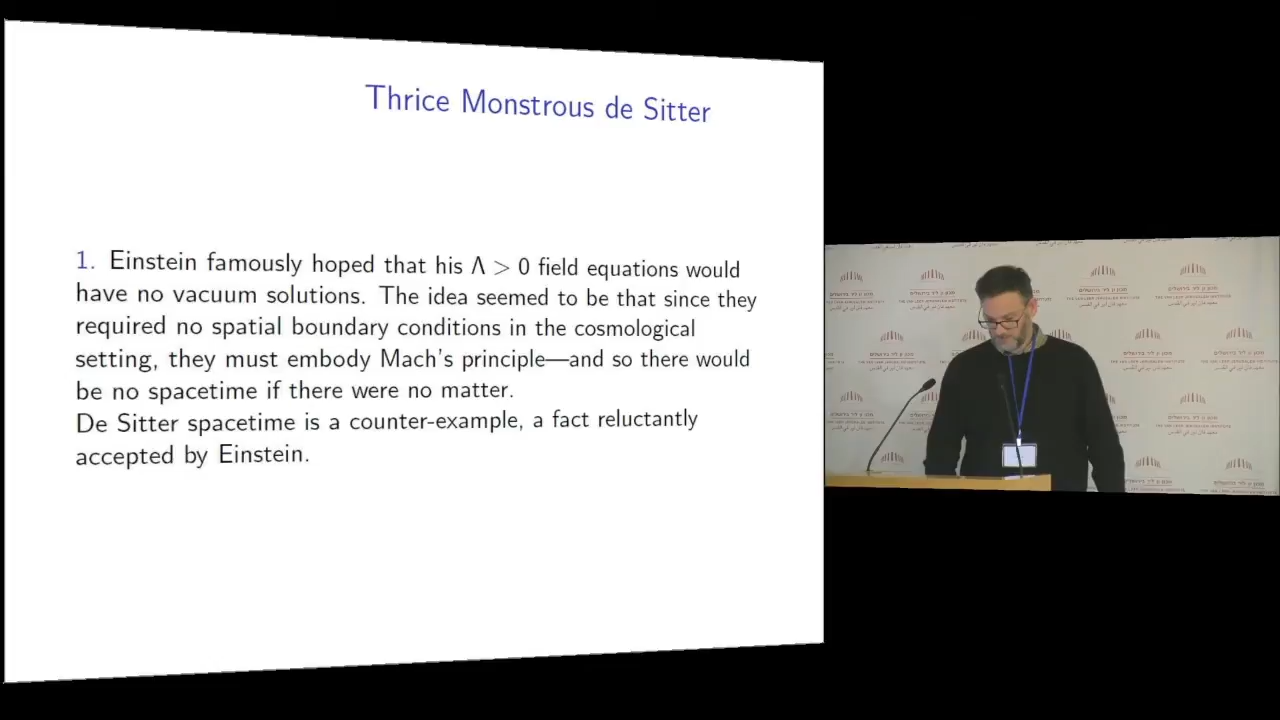 Thrice Monstrous de Sitter
1. Einstein famously hoped that his Λ > 0 field equations would
have no vacuum solutions. The idea seemed to be that since they
required no spatial boundary conditions in the cosmological
setting, they must embody Mach's principle—and so there would
be no spacetime if there were no matter.
De Sitter spacetime is a counter-example, a fact reluctantly
accepted by Einstein.